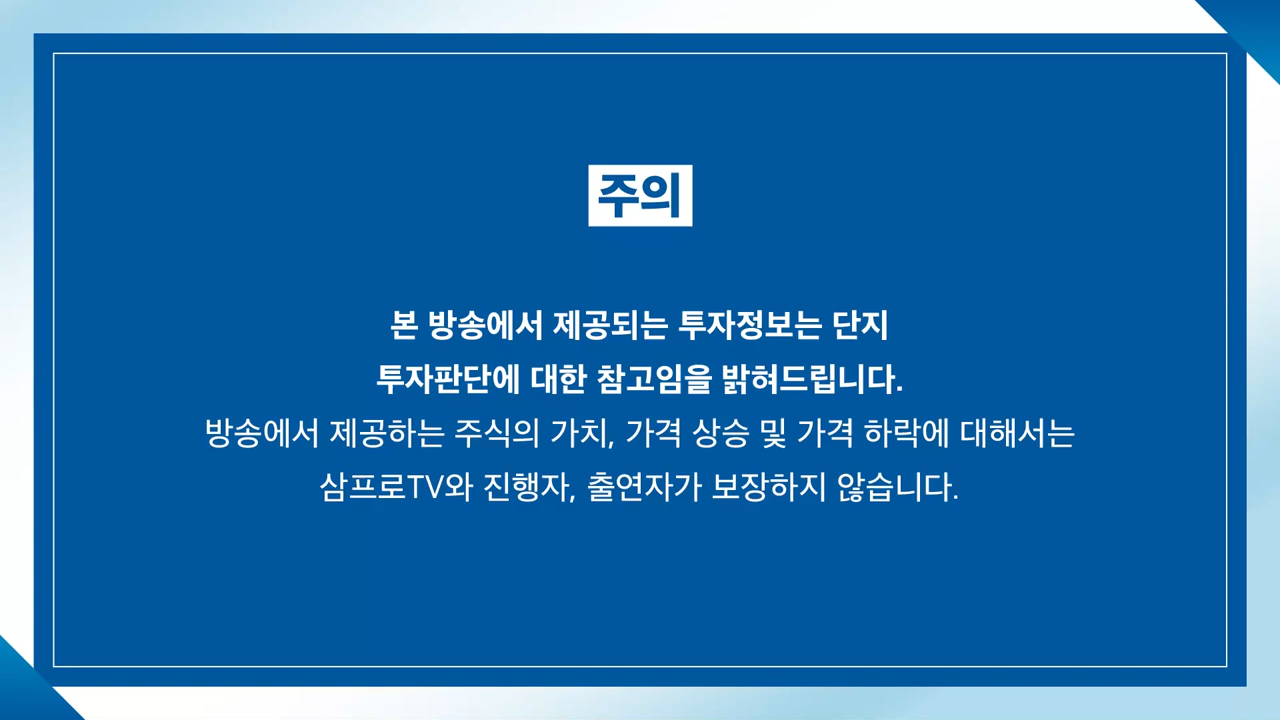 주의
본 방송에서 제공되는 투자정보는 단지
투자판단에 대한 참고임을 밝혀드립니다.
방송에서 제공하는 주식의 가치, 가격 상승 및 가격 하락에 대해서는
삼프로TV와 진행자, 출연자가 보장하지 않습니다.